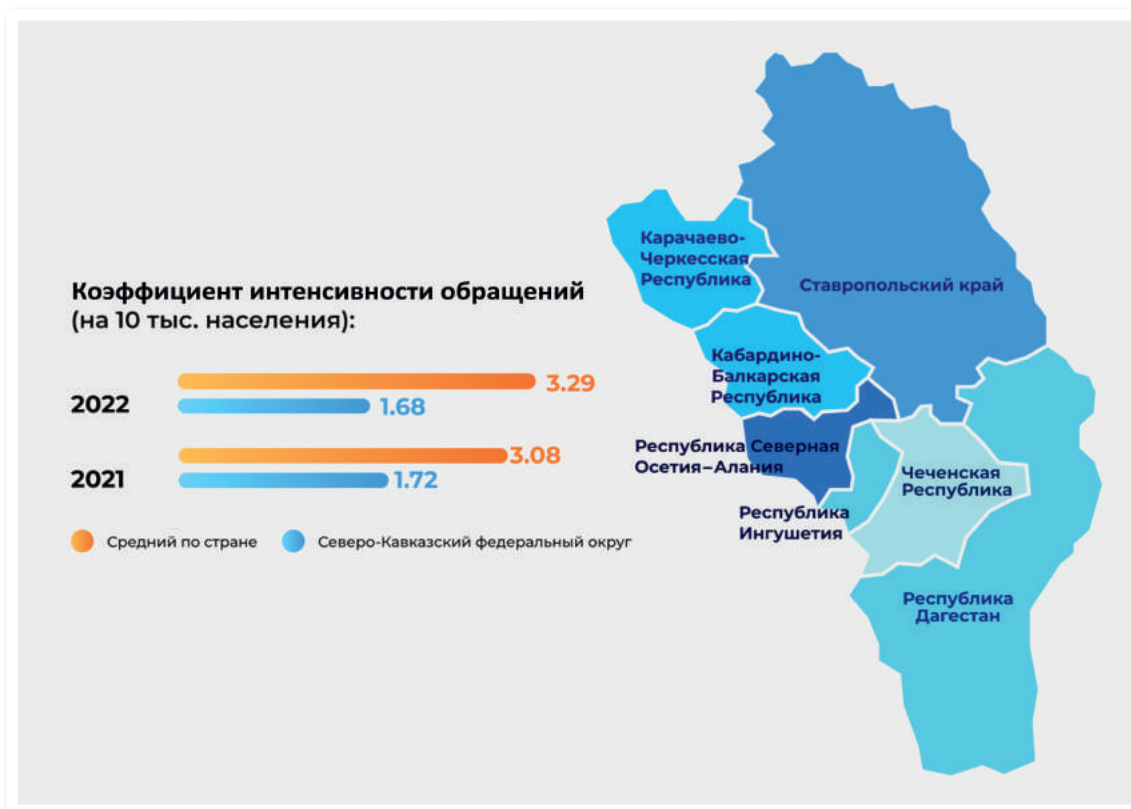 Коэффициент интенсивности обращений
(на 10 тыс. населения):
2022
3.29
1.68
2021
3.08
1.72
Средний по стране
Северо-Кавказский федеральный округ
Карачаево-
Черкесская
Республика
Ставропольский край
Кабардино-
Балкарская
Республика
Республика Северная
Осетия–Алания
Чеченская
Республика
Республика
Ингушетия
Республика
Дагестан